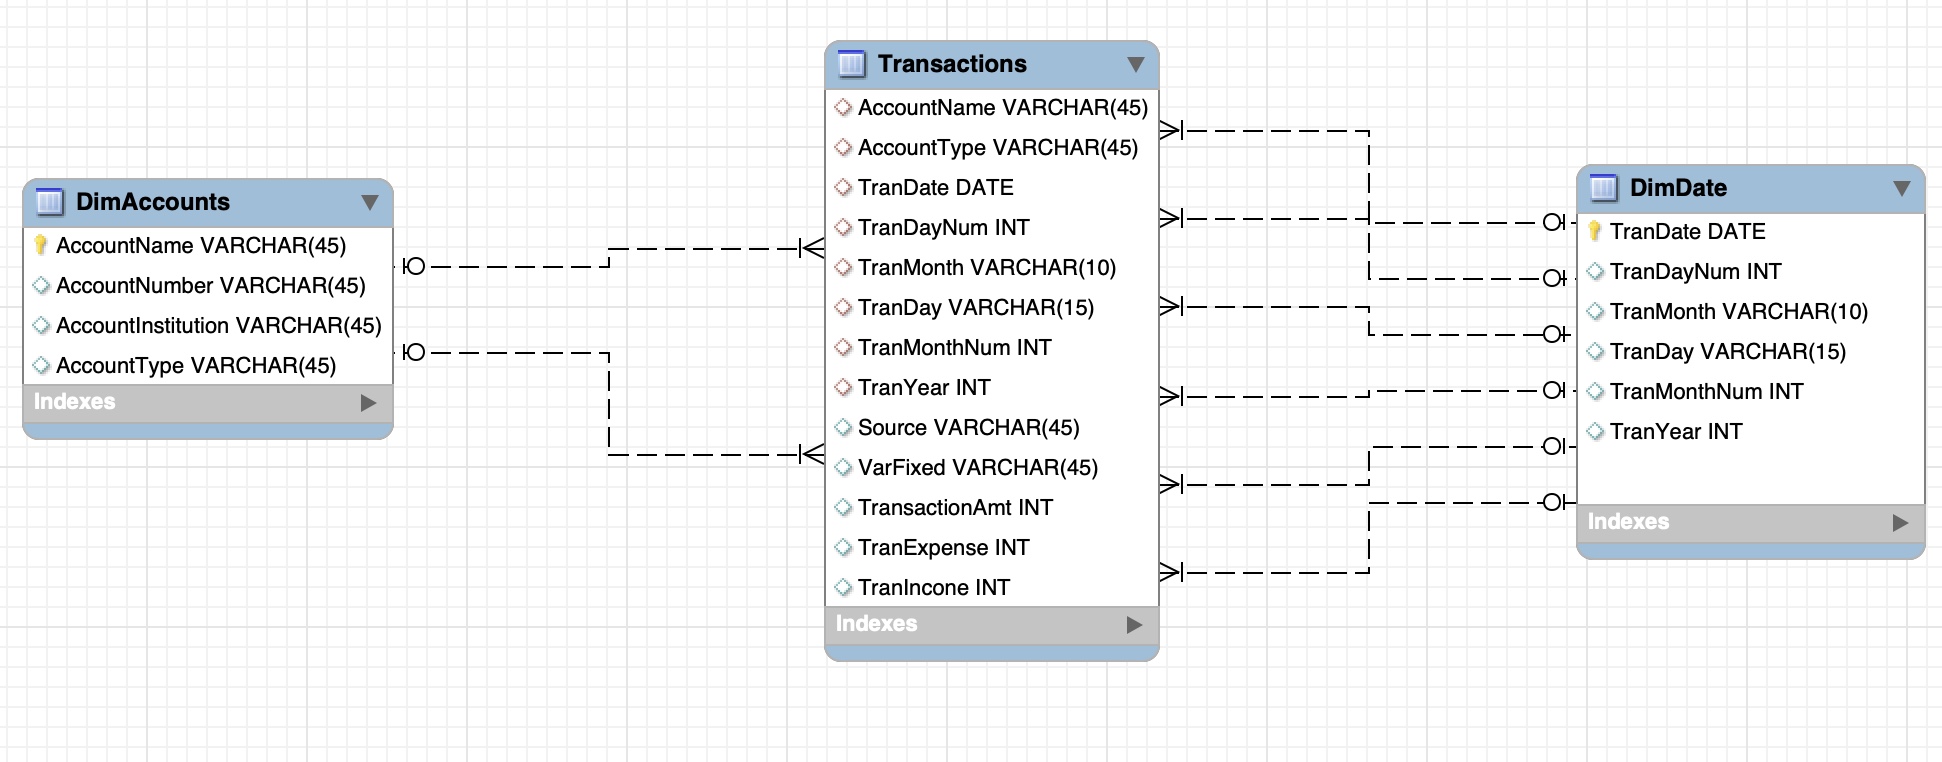 DimAccounts
AccountName VARCHAR(45)
AccountNumber VARCHAR(45)
AccountInstitution VARCHAR(45)
AccountType VARCHAR(45)
Indexes
Transactions
AccountName VARCHAR(45)
AccountType VARCHAR(45)
TranDate DATE
TranDayNum INT
TranMonth VARCHAR(10)
TranDay VARCHAR(15)
TranMonthNum INT
TranYear INT
Source VARCHAR(45)
VarFixed VARCHAR(45)
TransactionAmt INT
TranExpense INT
TranIncone INT
Indexes
DimDate
TranDate DATE
TranDayNum INT
TranMonth VARCHAR(10)
TranDay VARCHAR(15)
TranMonthNum INT
TranYear INT
Indexes